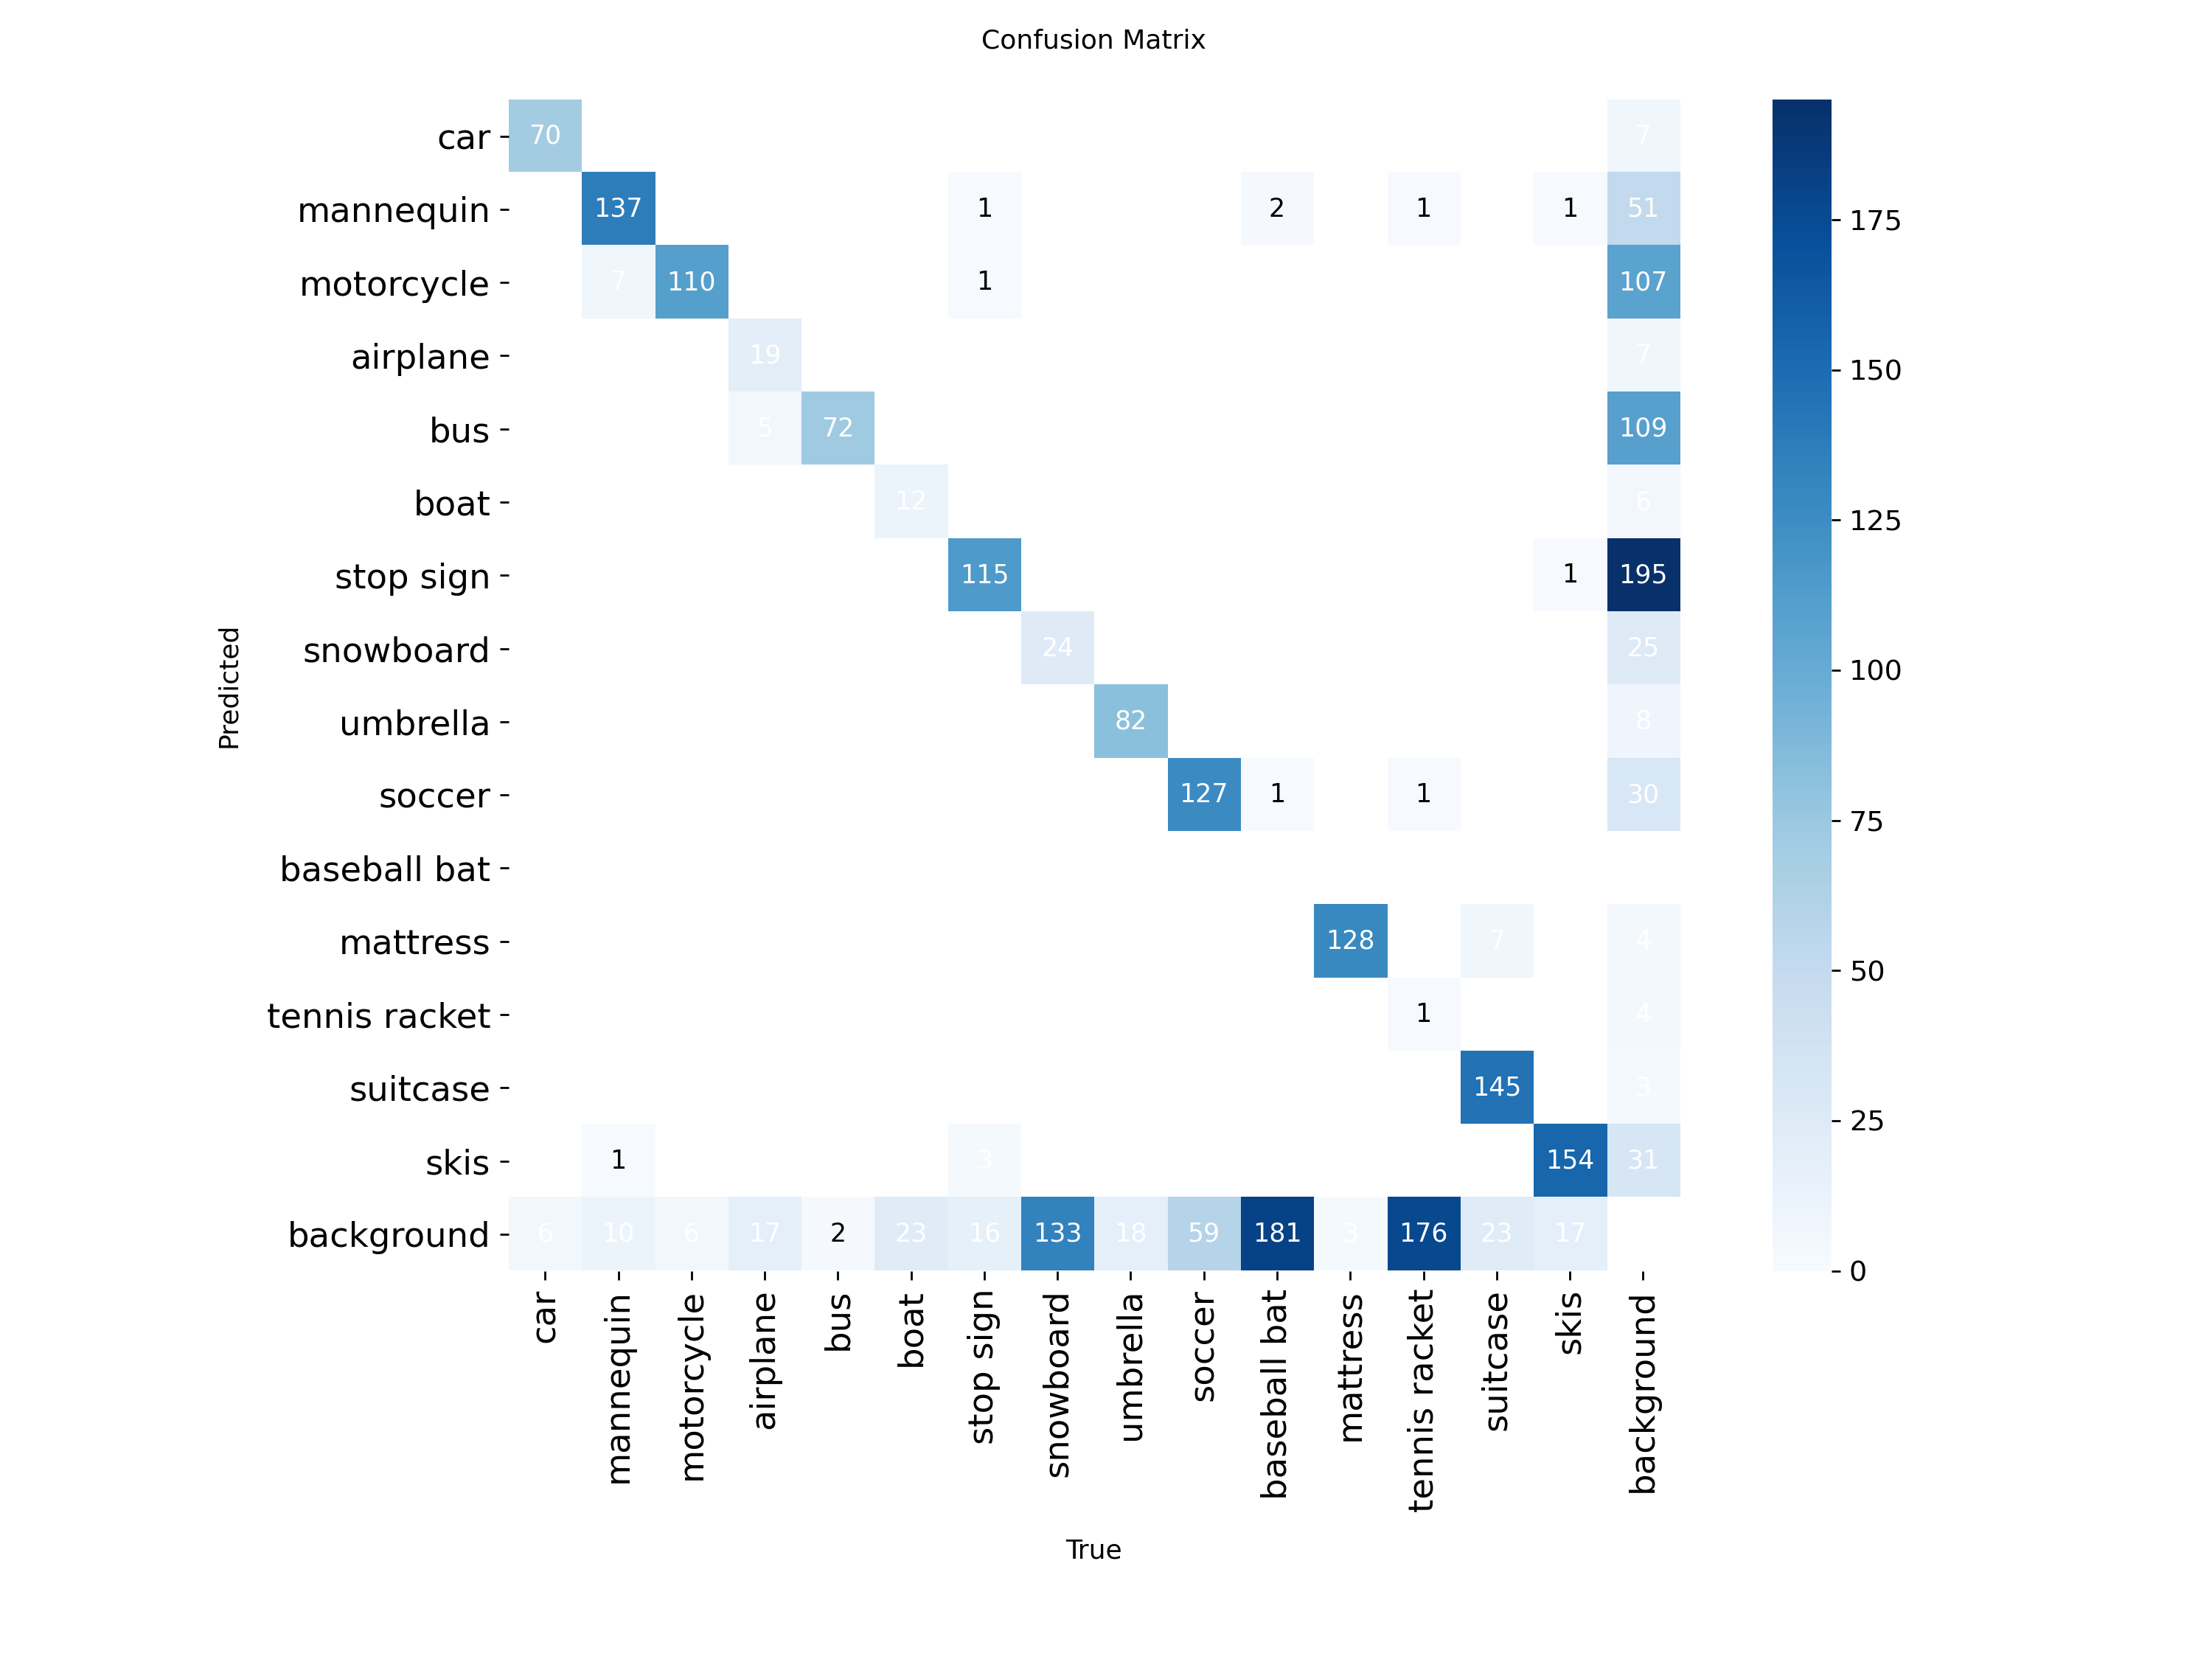 Confusion Matrix
car 70 7
mannequin 137 1 2 1 1 51
motorcycle 7 110 1 107
airplane 19 7
bus 5 72 109
boat 12 6
stop sign 115 1 195
snowboard 24 25
umbrella 82 8
soccer 127 1 1 30
baseball bat
mattress 128 7 4
tennis racket 1 4
suitcase 145 3
skis 1 3 154 31
background 6 10 6 17 2 23 16 133 18 59 181 3 176 23 17
Predicted
car mannequin motorcycle airplane bus boat stop sign snowboard umbrella soccer baseball bat mattress tennis racket suitcase skis background
True
175
150
125
100
75
50
25
0